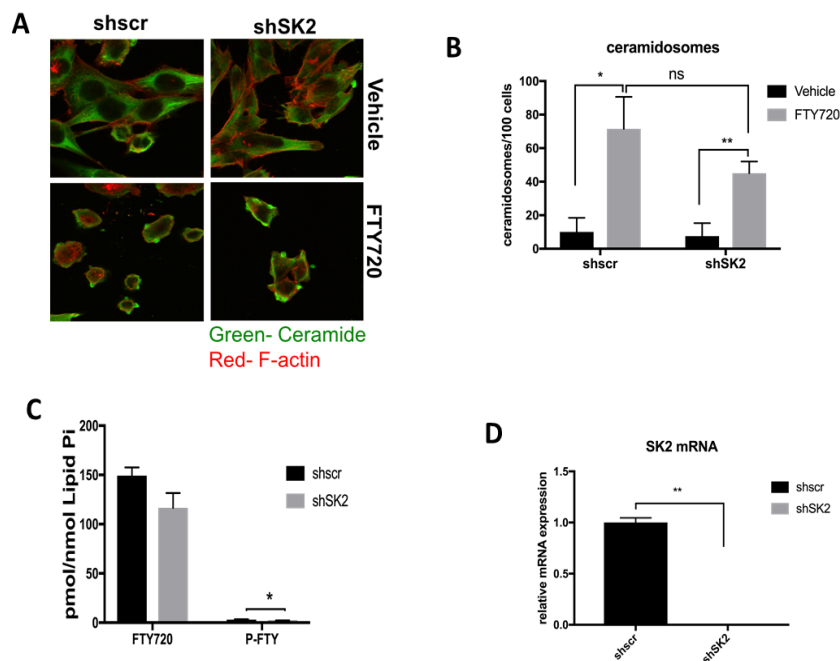 A
shscr
shSK2
Vehicle
FTY720
Green- Ceramide
Red- F-actin
B
ceramidosomes
ceramidosomes/100 cells
100
80
60
40
20
0
*
ns
**
shscr
shSK2
Vehicle
FTY720
C
pmol/nmol Lipid Pi
200
150
100
50
0
*
FTY720
P-FTY
shscr
shSK2
D
SK2 mRNA
relative mRNA expression
1.5
1.0
0.5
0.0
**
shscr
shSK2
shscr
shSK2